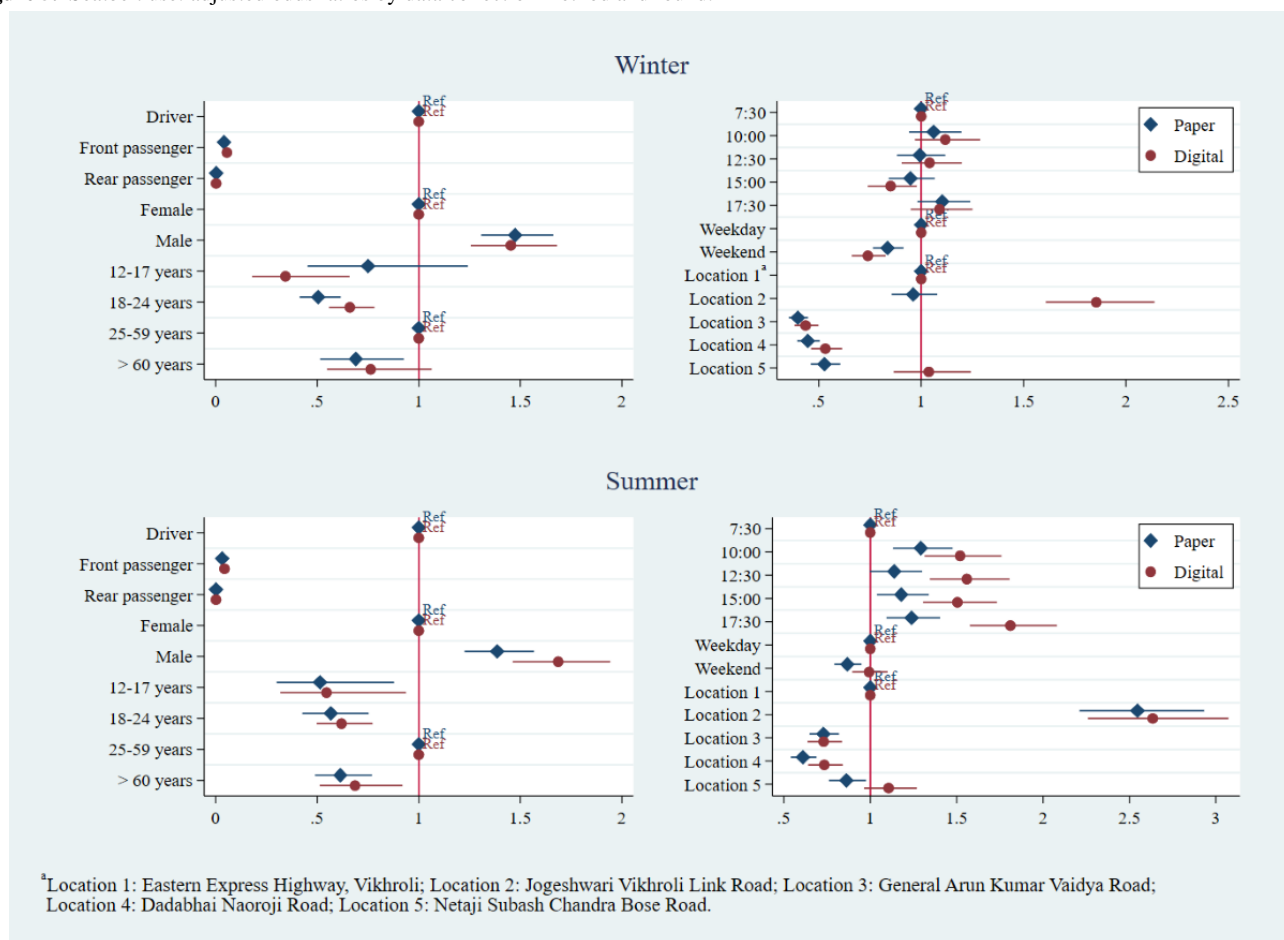 Winter
Driver
Front passenger
Rear passenger
Female
Male
12-17 years
18-24 years
25-59 years
> 60 years
Ref
Ref
Ref
Ref
Ref
Ref
0 .5 1 1.5 2
7:30
10:00
12:30
15:00
17:30
Weekday
Weekend
Location 1ᵃ
Location 2
Location 3
Location 4
Location 5
Ref
Ref
Ref
Ref
Ref
Ref
Paper
Digital
.5 1 1.5 2 2.5
Summer
Driver
Front passenger
Rear passenger
Female
Male
12-17 years
18-24 years
25-59 years
> 60 years
Ref
Ref
Ref
Ref
Ref
Ref
0 .5 1 1.5 2
7:30
10:00
12:30
15:00
17:30
Weekday
Weekend
Location 1
Location 2
Location 3
Location 4
Location 5
Ref
Ref
Ref
Ref
Ref
Ref
Paper
Digital
.5 1 1.5 2 2.5 3
ᵃLocation 1: Eastern Express Highway, Vikhroli; Location 2: Jogeshwari Vikhroli Link Road; Location 3: General Arun Kumar Vaidya Road;
Location 4: Dadabhai Naoroji Road; Location 5: Netaji Subash Chandra Bose Road.